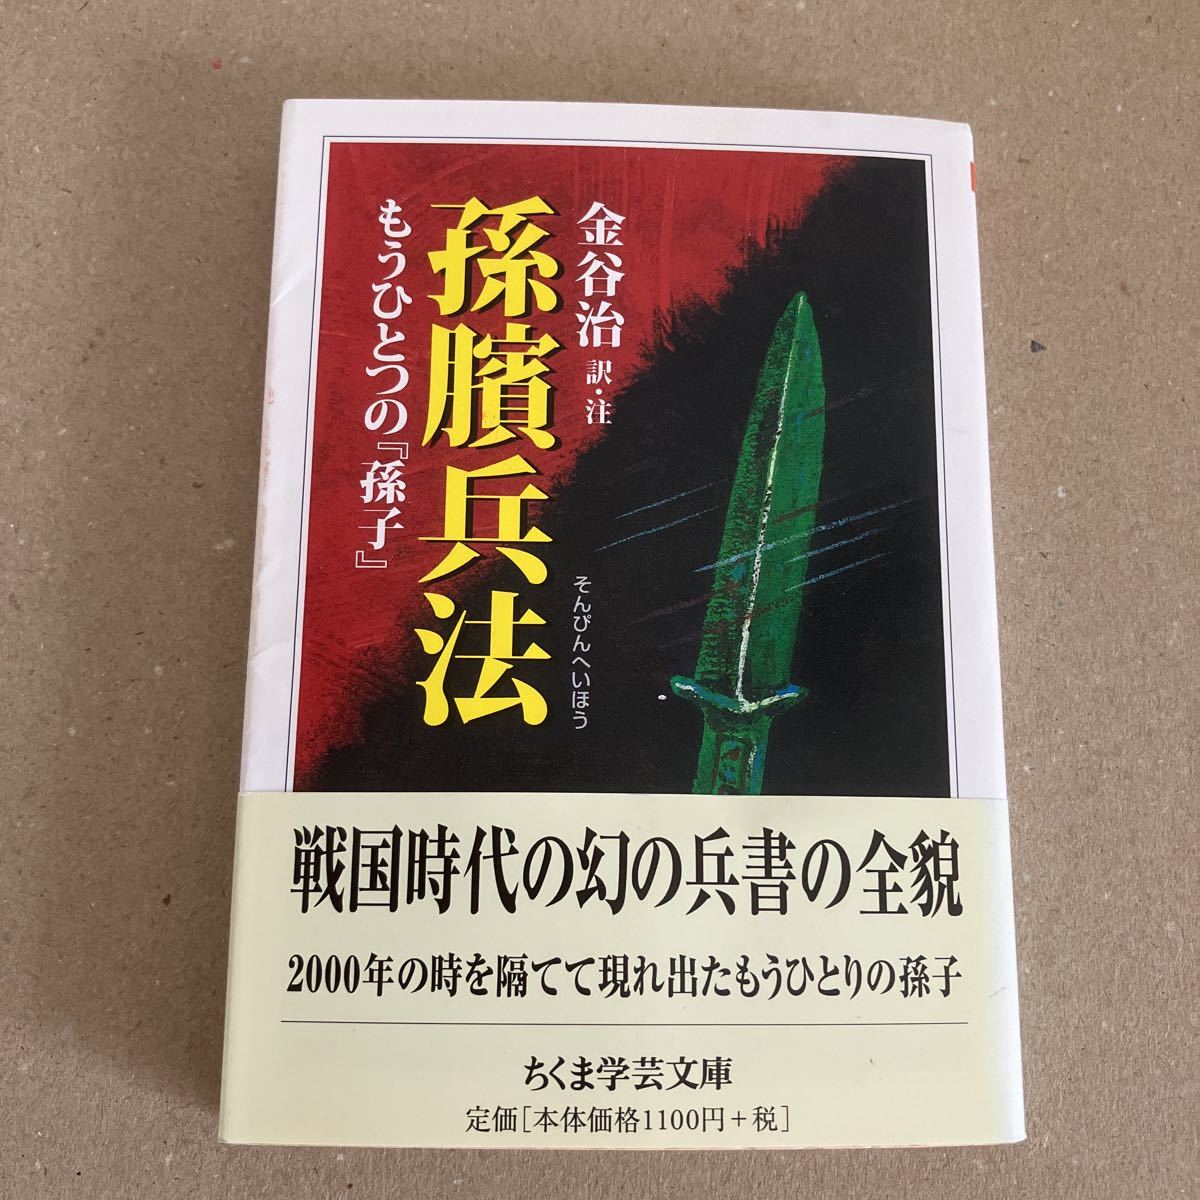 金谷治 訳・注
孫臏兵法
そんぴんへいほう
もうひとつの『孫子』
戦国時代の幻の兵書の全貌
2000年の時を隔てて現れ出たもうひとりの孫子
ちくま学芸文庫
定価[本体価格1100円+税]